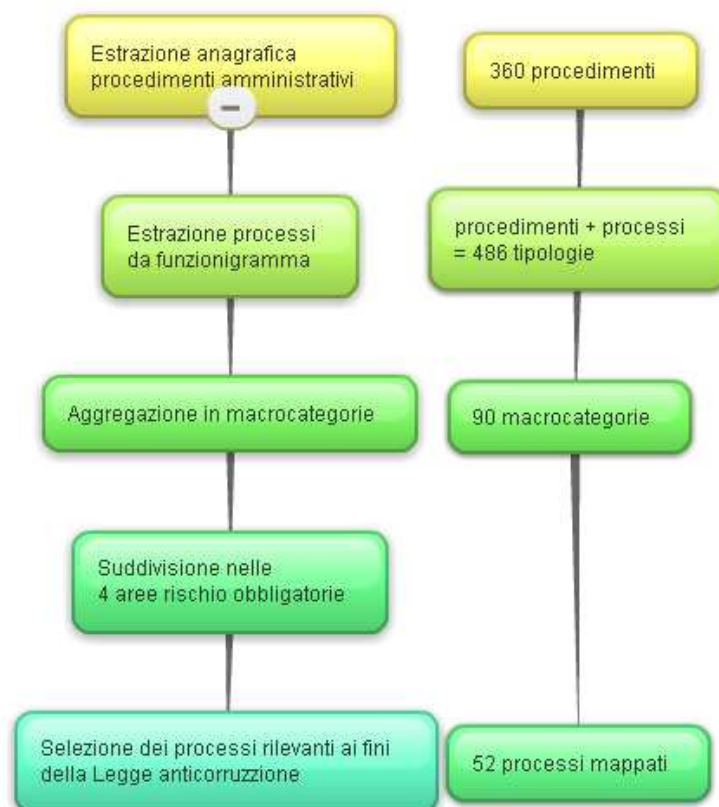 Estrazione anagrafica
procedimenti amministrativi
360 procedimenti
Estrazione processi
da funzionigramma
procedimenti + processi
= 486 tipologie
Aggregazione in macrocategorie
90 macrocategorie
Suddivisione nelle
4 aree rischio obbligatorie
Selezione dei processi rilevanti ai fini
della Legge anticorruzzione
52 processi mappati